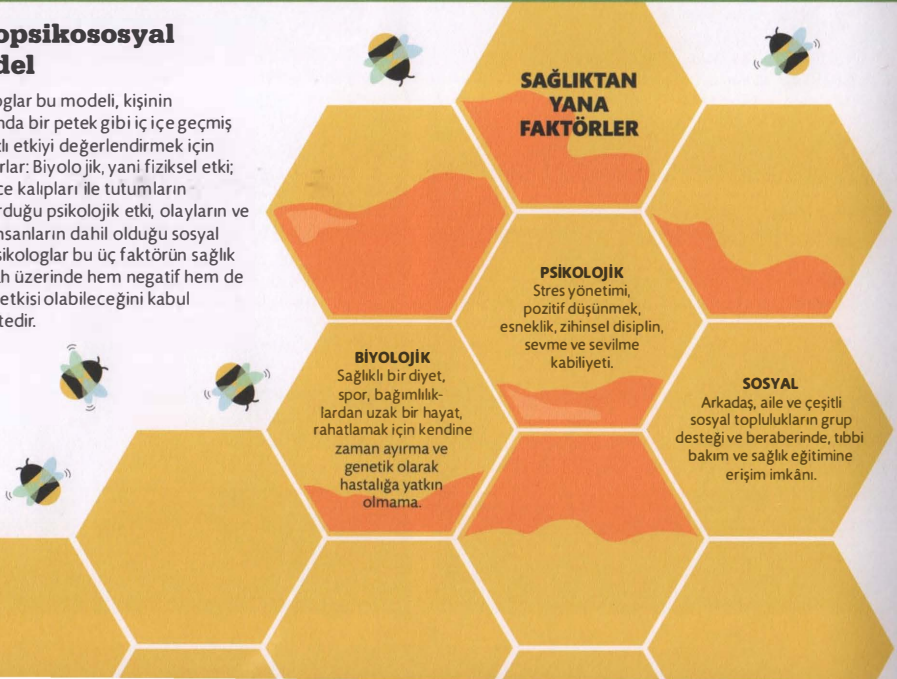 opsikososyal
del
oglar bu modeli, kişinin
nda bir petek gibi iç içe geçmiş
lı etkiyi değerlendirmek için
rlar: Biyolojik, yani fiziksel etki;
ce kalıpları ile tutumların
rduğu psikolojik etki, olayların ve
nsanların dahil olduğu sosyal
sikologlar bu üç faktörün sağlık
h üzerinde hem negatif hem de
etkisi olabileceğini kabul
tedir.
SAĞLIKTAN
YANA
FAKTÖRLER
PSİKOLOJİK
Stres yönetimi,
pozitif düşünmek,
esneklik, zihinsel disiplin,
sevme ve sevilme
kabiliyeti.
BİYOLOJİK
Sağlıklı bir diyet,
spor, bağımlılık-
lardan uzak bir hayat,
rahatlamak için kendine
zaman ayırma ve
genetik olarak
hastalığa yatkın
olmama.
SOSYAL
Arkadaş, aile ve çeşitli
sosyal toplulukların grup
desteği ve beraberinde, tıbbi
bakım ve sağlık eğitimine
erişim imkânı.